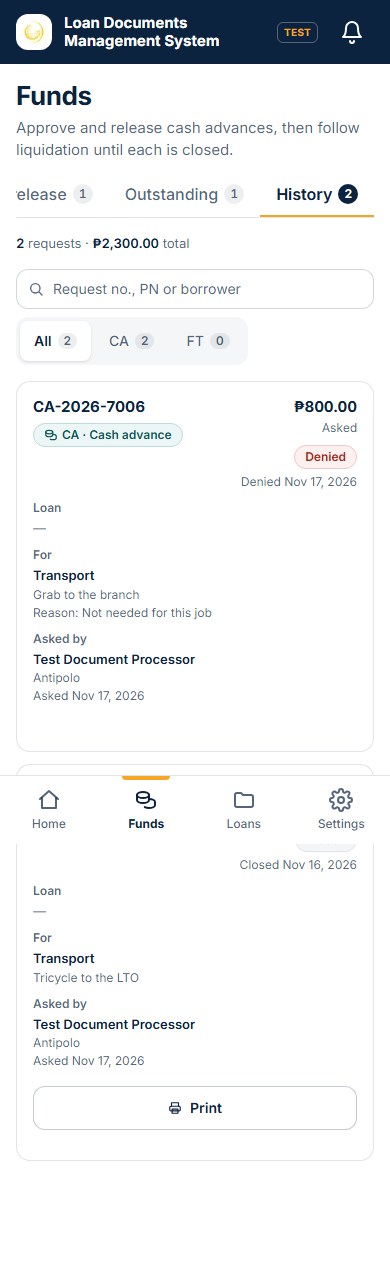 Loan Documents
Management System
TEST
Funds
Approve and release cash advances, then follow
liquidation until each is closed.
elease 1
Outstanding 1
History 2
2 requests · ₱2,300.00 total
Request no., PN or borrower
All 2
CA 2
FT 0
CA-2026-7006
₱800.00
CA · Cash advance
Asked
Denied
Denied Nov 17, 2026
Loan
—
For
Transport
Grab to the branch
Reason: Not needed for this job
Asked by
Test Document Processor
Antipolo
Asked Nov 17, 2026
Home
Funds
Loans
Settings
Closed Nov 16, 2026
Loan
—
For
Transport
Tricycle to the LTO
Asked by
Test Document Processor
Antipolo
Asked Nov 17, 2026
Print